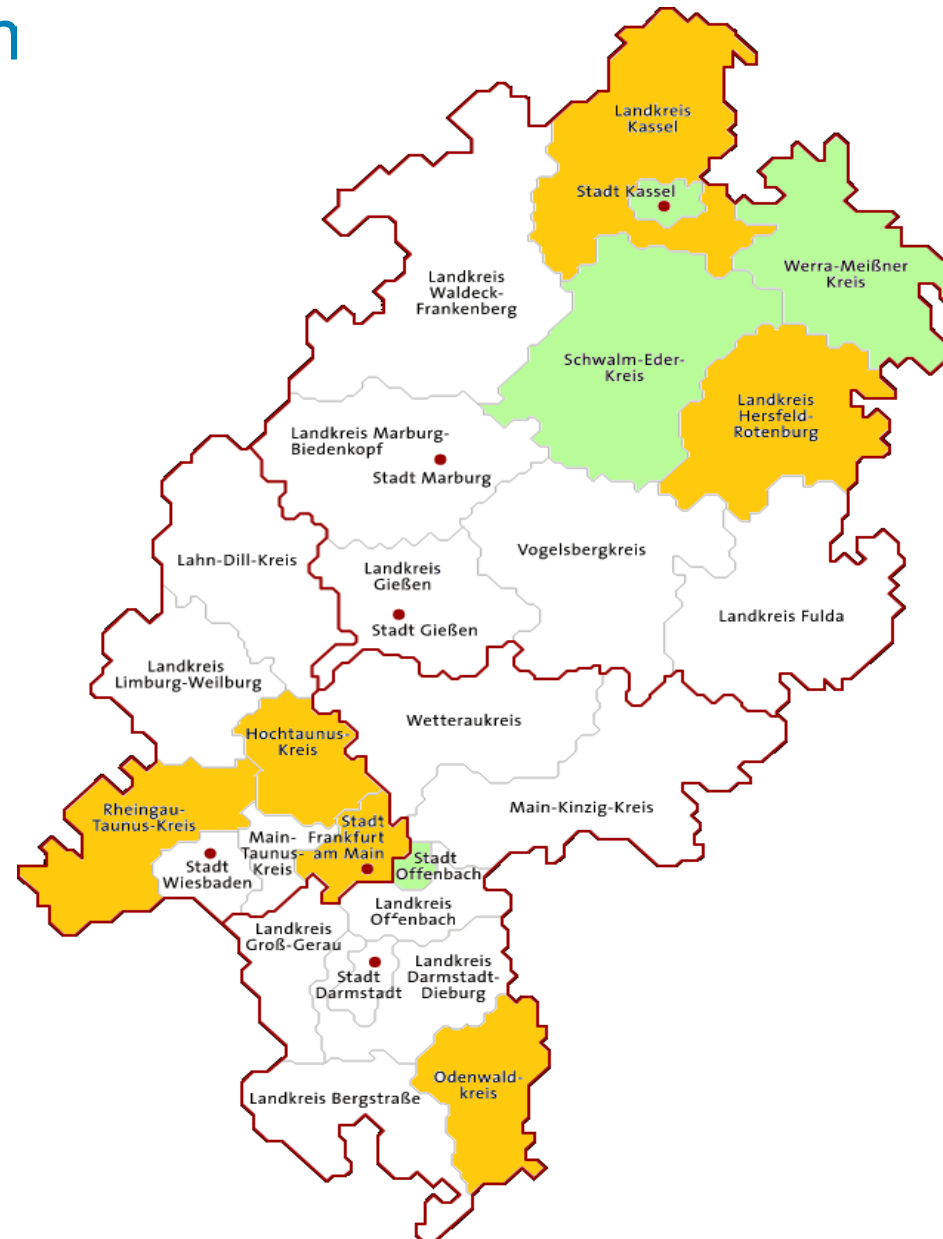 n
Landkreis
Kassel
Stadt Kassel
Werra-Meißner
Kreis
Landkreis
Waldeck-
Frankenberg
Schwalm-Eder-
Kreis
Landkreis
Hersfeld-
Rotenburg
Landkreis Marburg-
Biedenkopf
Stadt Marburg
Lahn-Dill-Kreis
Landkreis
Gießen
Stadt Gießen
Vogelsbergkreis
Landkreis Fulda
Landkreis
Limburg-Weilburg
Wetteraukreis
Hochtaunus-
Kreis
Main-Kinzig-Kreis
Rheingau-
Taunus-Kreis
Main-
Taunus-
Kreis
Stadt
Frankfurt
am Main
Stadt
Wiesbaden
Stadt
Offenbach
Landkreis
Offenbach
Landkreis
Groß-Gerau
Stadt
Darmstadt
Landkreis
Darmstadt-
Dieburg
Odenwald-
kreis
Landkreis Bergstraße